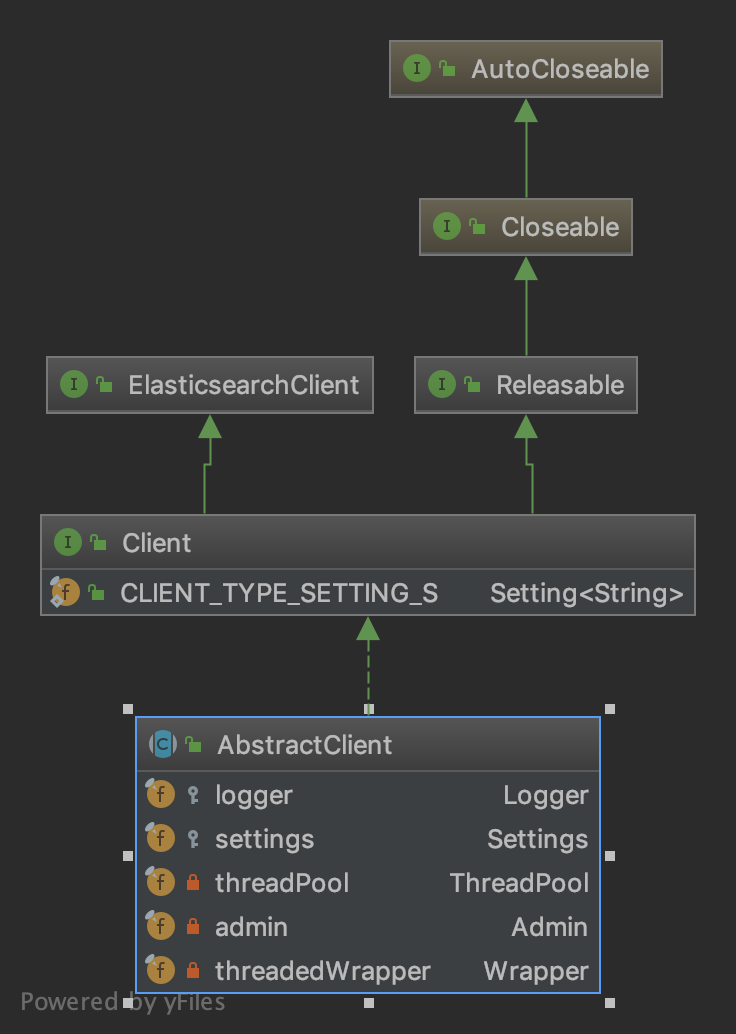 AutoCloseable
Closeable
ElasticsearchClient
Releasable
Client
CLIENT_TYPE_SETTING_S Setting<String>
AbstractClient
logger Logger
settings Settings
threadPool ThreadPool
admin Admin
threadedWrapper Wrapper
Powered by yFiles